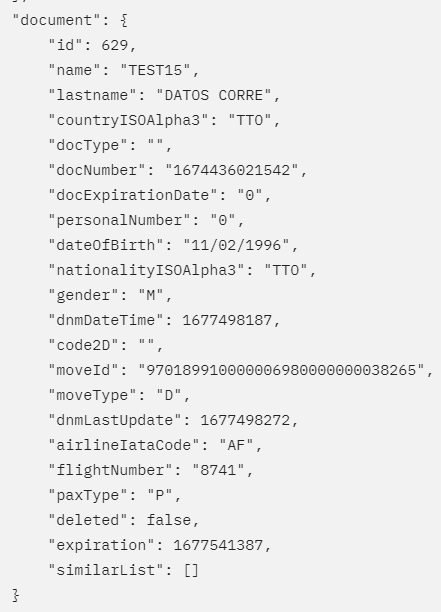 "document": {
"id": 629,
"name": "TEST15",
"lastname": "DATOS CORRE",
"countryISOAlpha3": "TTO",
"docType": "",
"docNumber": "1674436021542",
"docExpirationDate": "0",
"personalNumber": "0",
"dateOfBirth": "11/02/1996",
"nationalityISOAlpha3": "TTO",
"gender": "M",
"dnmDateTime": 1677498187,
"code2D": "",
"moveId": "9701899100000069800000000038265",
"moveType": "D",
"dnmLastUpdate": 1677498272,
"airlineIataCode": "AF",
"flightNumber": "8741",
"paxType": "P",
"deleted": false,
"expiration": 1677541387,
"similarList": []
}